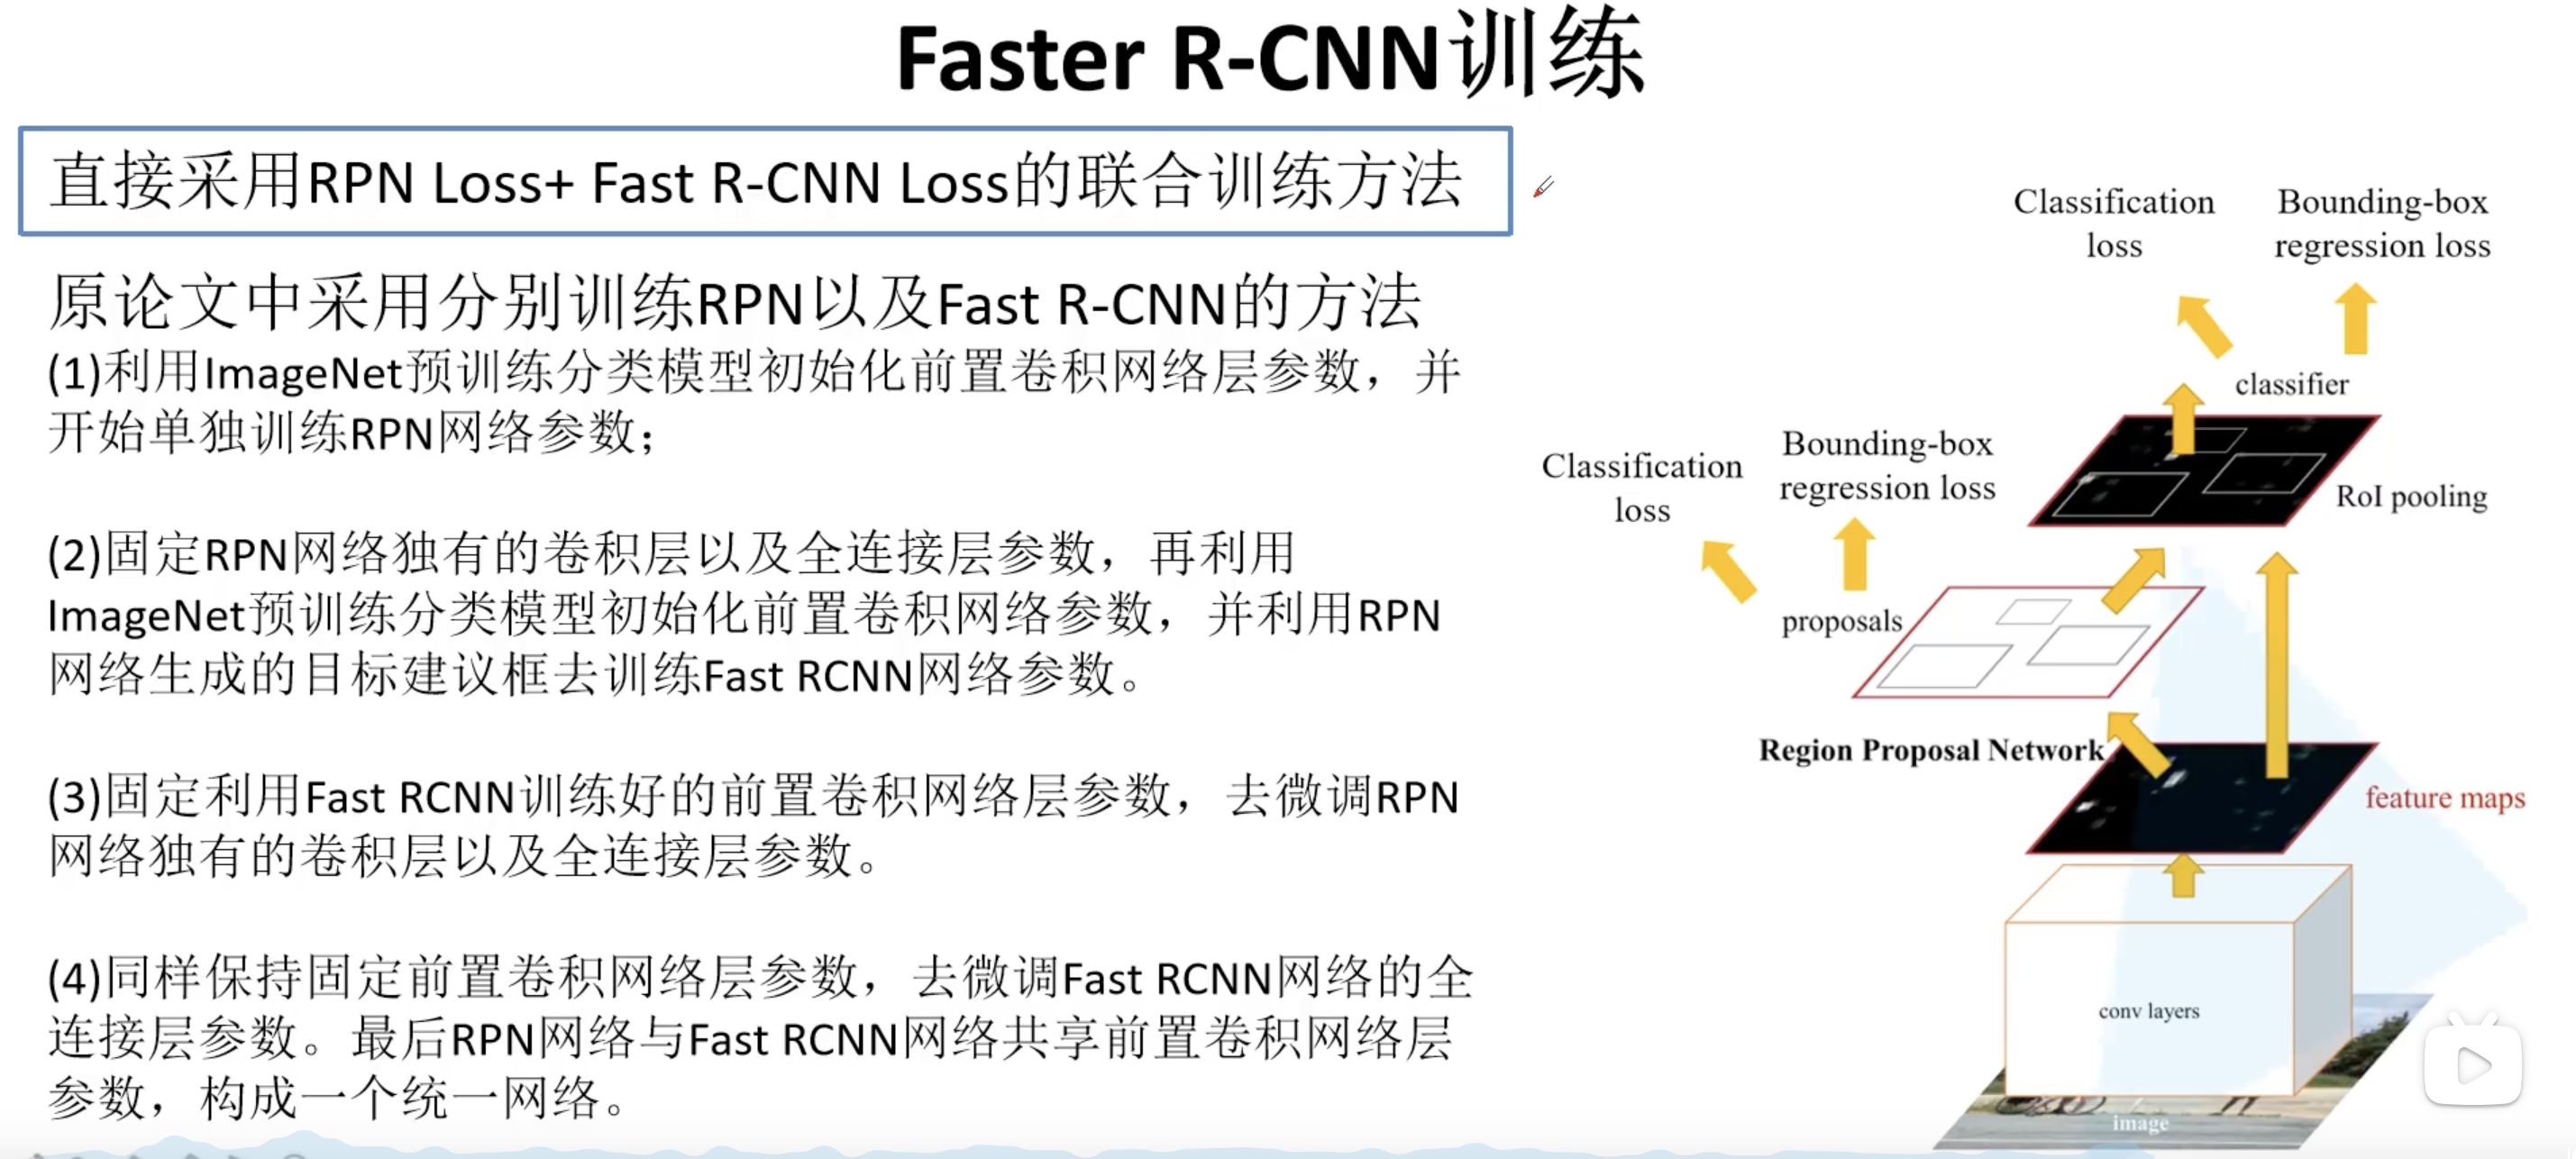 Faster R-CNN训练
直接采用RPN Loss+ Fast R-CNN Loss的联合训练方法
原论文中采用分别训练RPN以及Fast R-CNN的方法
(1)利用ImageNet预训练分类模型初始化前置卷积网络层参数，并
开始单独训练RPN网络参数；
(2)固定RPN网络独有的卷积层以及全连接层参数，再利用
ImageNet预训练分类模型初始化前置卷积网络参数，并利用RPN
网络生成的目标建议框去训练Fast RCNN网络参数。
(3)固定利用Fast RCNN训练好的前置卷积网络层参数，去微调RPN
网络独有的卷积层以及全连接层参数。
(4)同样保持固定前置卷积网络层参数，去微调Fast RCNN网络的全
连接层参数。最后RPN网络与Fast RCNN网络共享前置卷积网络层
参数，构成一个统一网络。
Classification
loss
Bounding-box
regression loss
classifier
Classification
loss
Bounding-box
regression loss
RoI pooling
proposals
Region Proposal Network
feature maps
conv layers
image